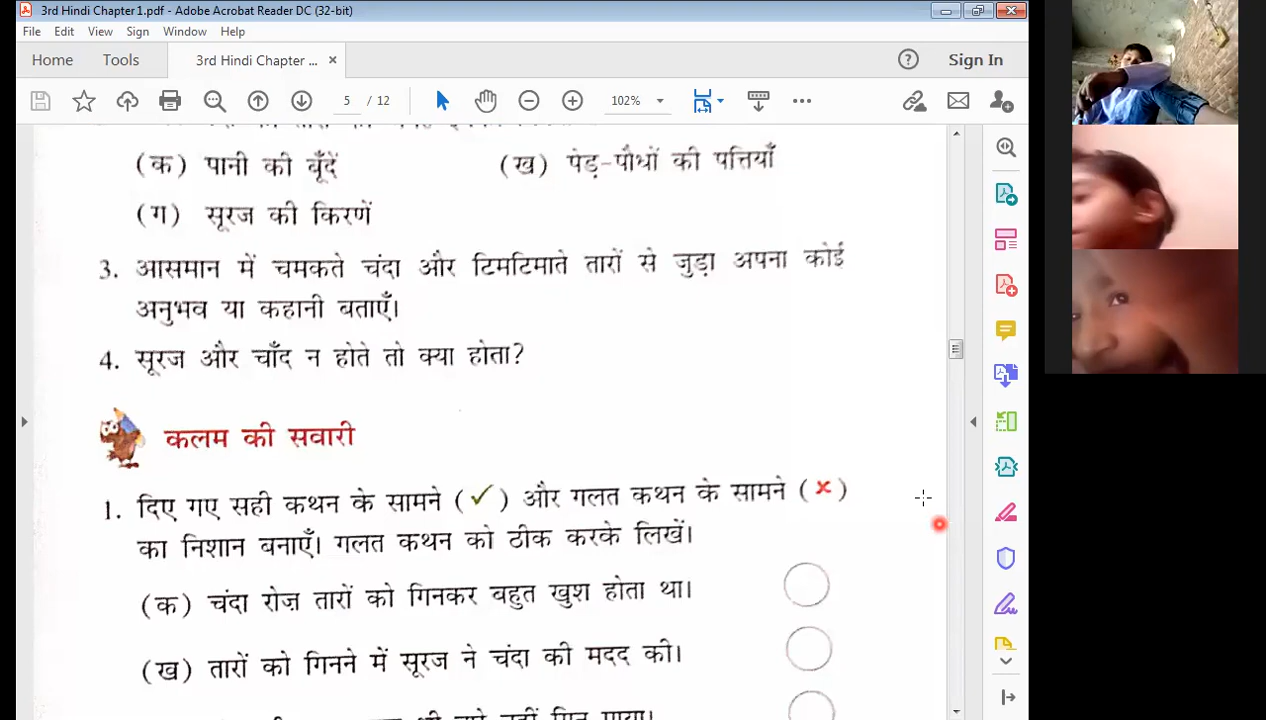 3rd Hindi Chapter 1.pdf - Adobe Acrobat Reader DC (32-bit)
File Edit View Sign Window Help
Home Tools 3rd Hindi Chapter ... × Sign In
5 / 12 102%
(क) पानी की बूँदें (ख) पेड़-पौधों की पत्तियाँ
(ग) सूरज की किरणें
3. आसमान में चमकते चंदा और टिमटिमाते तारों से जुड़ा अपना कोई
अनुभव या कहानी बताएँ।
4. सूरज और चाँद न होते तो क्या होता?
कलम की सवारी
1. दिए गए सही कथन के सामने (✓) और गलत कथन के सामने (×)
का निशान बनाएँ। गलत कथन को ठीक करके लिखें।
(क) चंदा रोज़ तारों को गिनकर बहुत खुश होता था।
(ख) तारों को गिनने में सूरज ने चंदा की मदद की।
नहीं गिन पाया।